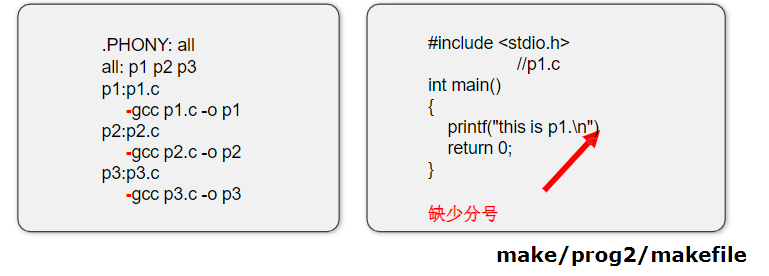 .PHONY: all
all: p1 p2 p3
p1:p1.c
-gcc p1.c -o p1
p2:p2.c
-gcc p2.c -o p2
p3:p3.c
-gcc p3.c -o p3
#include <stdio.h>
//p1.c
int main()
{
printf("this is p1.\n")
return 0;
}
缺少分号
make/prog2/makefile